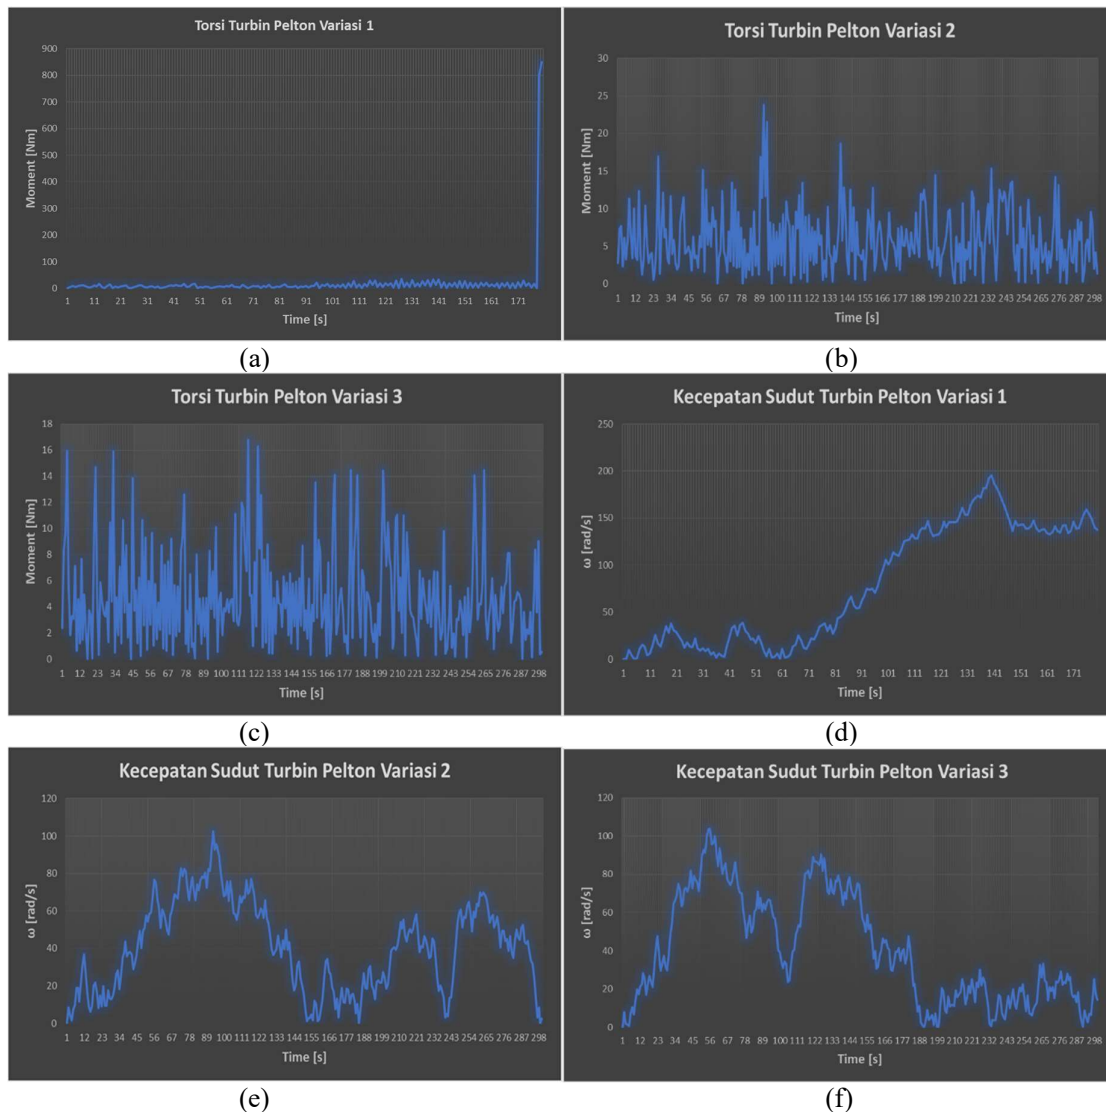 Torsi Turbin Pelton Variasi 1
Moment [Nm]
900
800
700
600
500
400
300
200
100
0
1 11 21 31 41 51 61 71 81 91 101 111 121 131 141 151 161 171
Time [s]
(a)
Torsi Turbin Pelton Variasi 2
Moment [Nm]
30
25
20
15
10
5
0
1 12 23 34 45 56 67 78 89 100 111 122 133 144 155 166 177 188 199 210 221 232 243 254 265 276 287 298
Time [s]
(b)
Torsi Turbin Pelton Variasi 3
Moment [Nm]
18
16
14
12
10
8
6
4
2
0
1 12 23 34 45 56 67 78 89 100 111 122 133 144 155 166 177 188 199 210 221 232 243 254 265 276 287 298
Time [s]
(c)
Kecepatan Sudut Turbin Pelton Variasi 1
ω [rad/s]
250
200
150
100
50
0
1 11 21 31 41 51 61 71 81 91 101 111 121 131 141 151 161 171
Time [s]
(d)
Kecepatan Sudut Turbin Pelton Variasi 2
ω [rad/s]
120
100
80
60
40
20
0
1 12 23 34 45 56 67 78 89 100 111 122 133 144 155 166 177 188 199 210 221 232 243 254 265 276 287 298
Time [s]
(e)
Kecepatan Sudut Turbin Pelton Variasi 3
ω [rad/s]
120
100
80
60
40
20
0
1 12 23 34 45 56 67 78 89 100 111 122 133 144 155 166 177 188 199 210 221 232 243 254 265 276 287 298
Time [s]
(f)